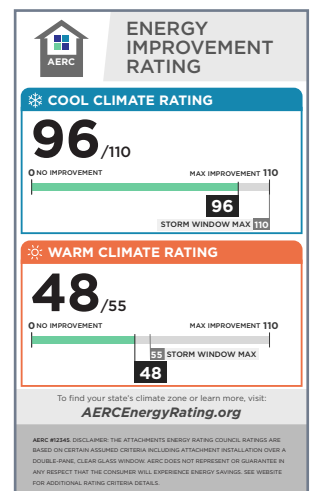 AERC
ENERGY
IMPROVEMENT
RATING
COOL CLIMATE RATING
96/110
0 NO IMPROVEMENT MAX IMPROVEMENT 110
96
STORM WINDOW MAX 110
WARM CLIMATE RATING
48/55
0 NO IMPROVEMENT MAX IMPROVEMENT 110
55 STORM WINDOW MAX
48
To find your state's climate zone or learn more, visit:
AERCEnergyRating.org
AERC #12345. DISCLAIMER: THE ATTACHMENTS ENERGY RATING COUNCIL RATINGS ARE
BASED ON CERTAIN ASSUMED CRITERIA INCLUDING ATTACHMENT INSTALLATION OVER A
DOUBLE-PANE, CLEAR GLASS WINDOW. AERC DOES NOT REPRESENT OR GUARANTEE IN
ANY RESPECT THAT THE CONSUMER WILL EXPERIENCE ENERGY SAVINGS. SEE WEBSITE
FOR ADDITIONAL RATING CRITERIA DETAILS.